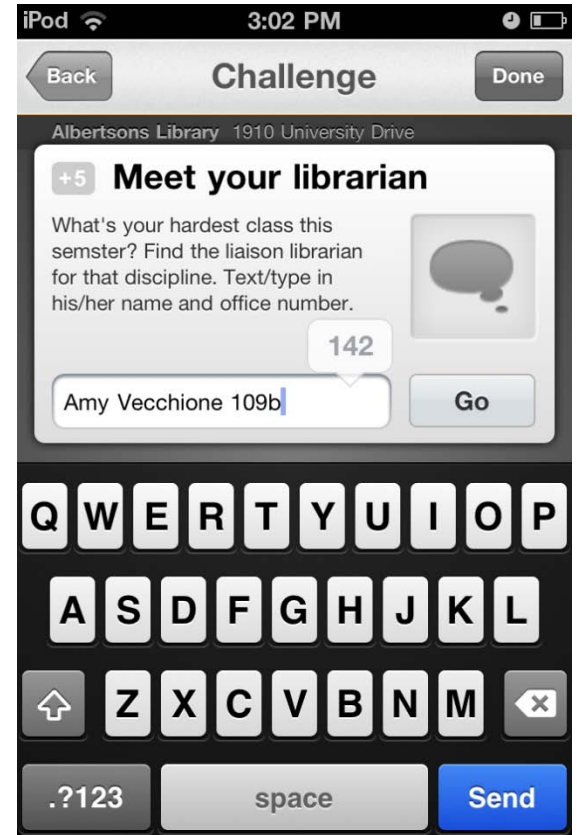 iPod 3:02 PM
Back Challenge Done
Albertsons Library 1910 University Drive
+5 Meet your librarian
What's your hardest class this
semster? Find the liaison librarian
for that discipline. Text/type in
his/her name and office number.
142
Amy Vecchione 109b Go
Q W E R T Y U I O P
A S D F G H J K L
Z X C V B N M
.?123 space Send